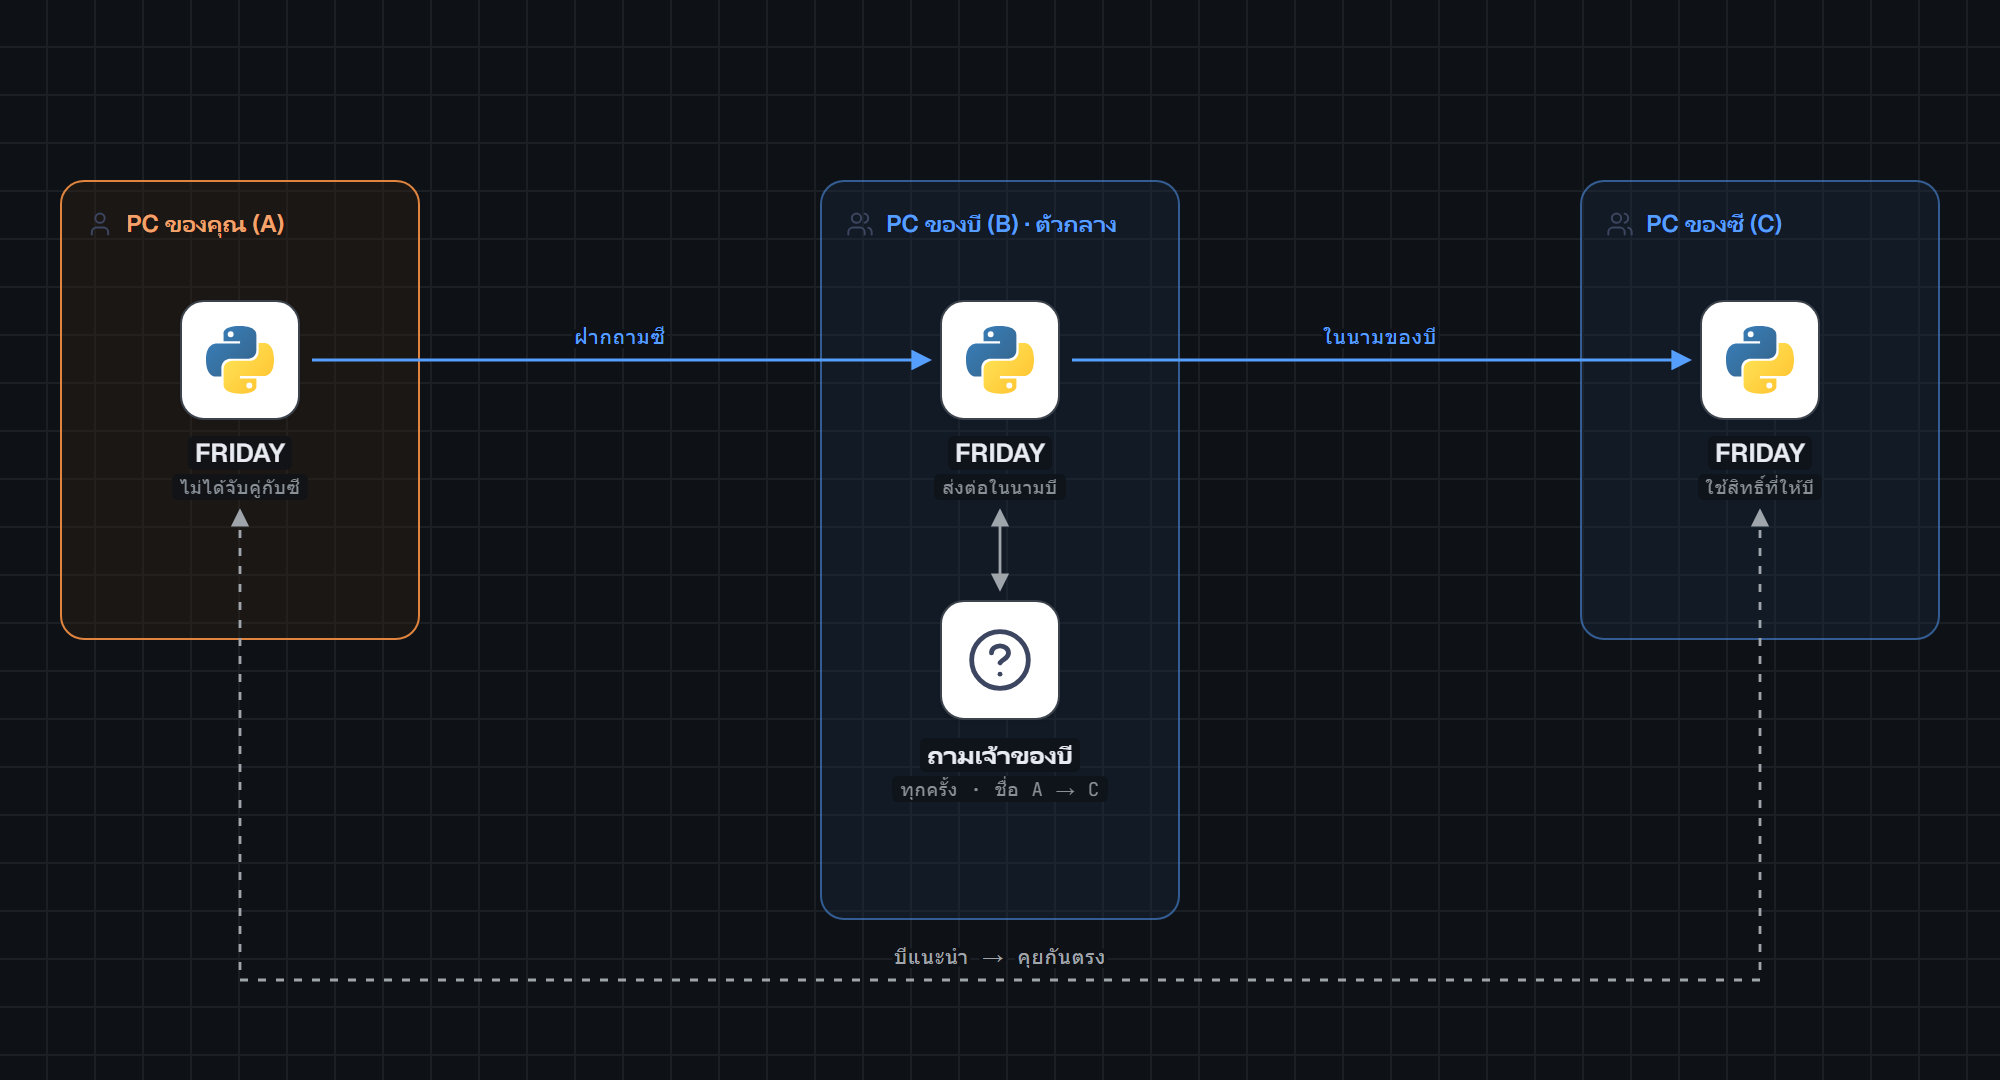 PC ของคุณ (A)
PC ของบี (B) · ตัวกลาง
PC ของซี (C)
ฝากถามซี
ในนามของบี
FRIDAY
ไม่ได้จับคู่กับซี
FRIDAY
ส่งต่อในนามบี
FRIDAY
ใช้สิทธิ์ที่ให้บี
ถามเจ้าของบี
ทุกครั้ง · ชื่อ A → C
บีแนะนำ → คุยกันตรง